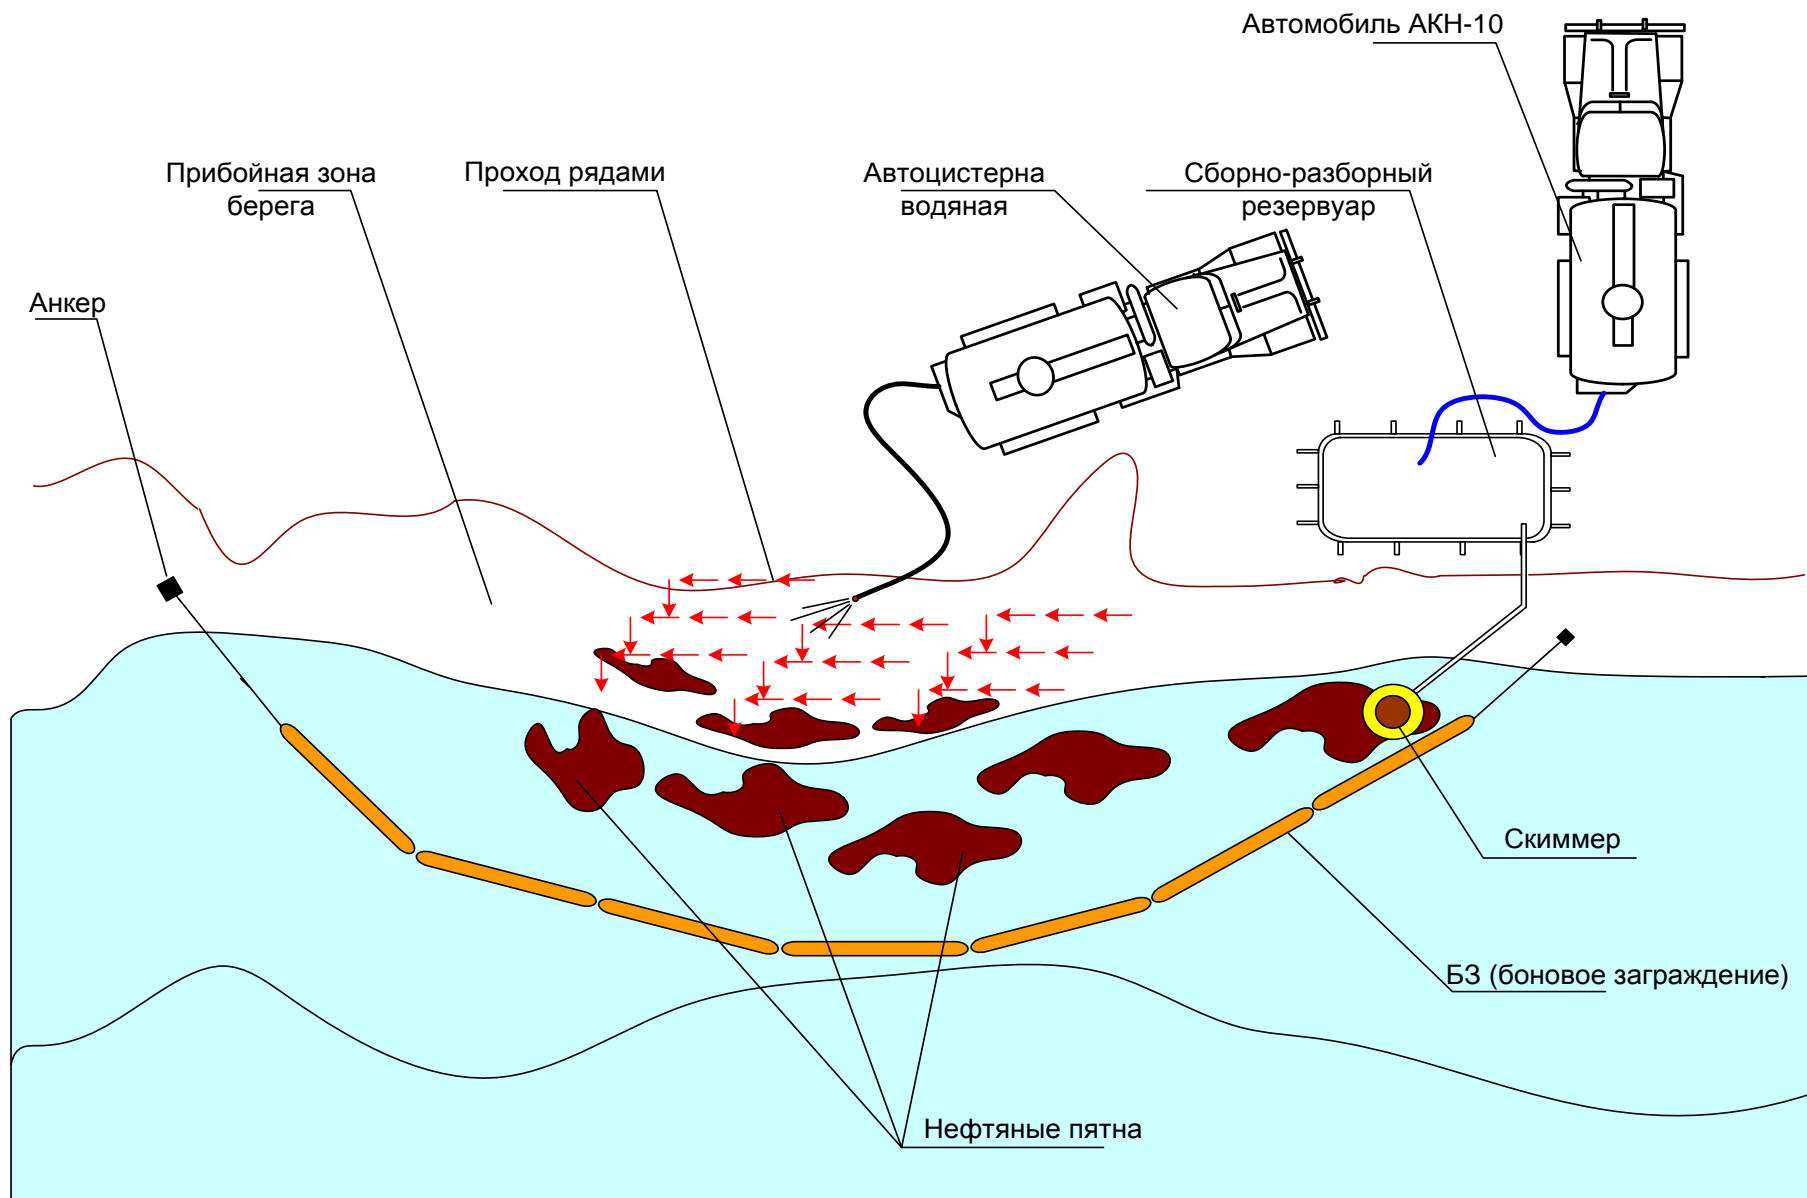 Автомобиль АКН-10
Прибойная зона
берега
Проход рядами
Автоцистерна
водяная
Сборно-разборный
резервуар
Анкер
Скиммер
БЗ (боновое заграждение)
Нефтяные пятна